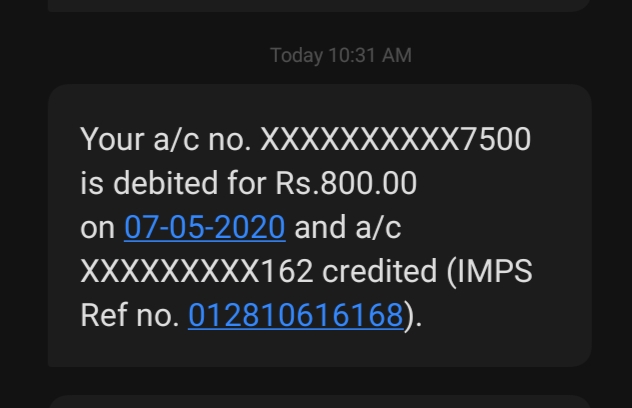 Today 10:31 AM
Your a/c no. XXXXXXXXXX7500
is debited for Rs.800.00
on 07-05-2020 and a/c
XXXXXXXXX162 credited (IMPS
Ref no. 012810616168).